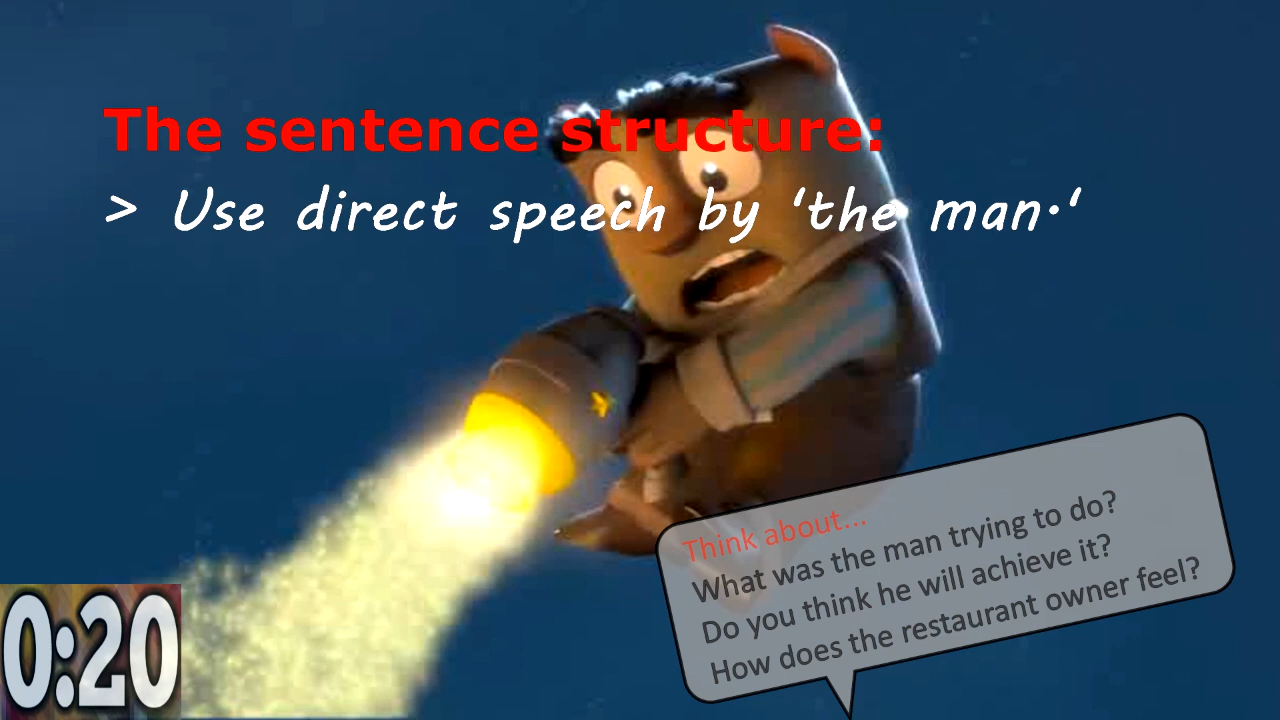 The sentence structure:
> Use direct speech by ‘the man.‘
Think about...
What was the man trying to do?
Do you think he will achieve it?
How does the restaurant owner feel?
0:20